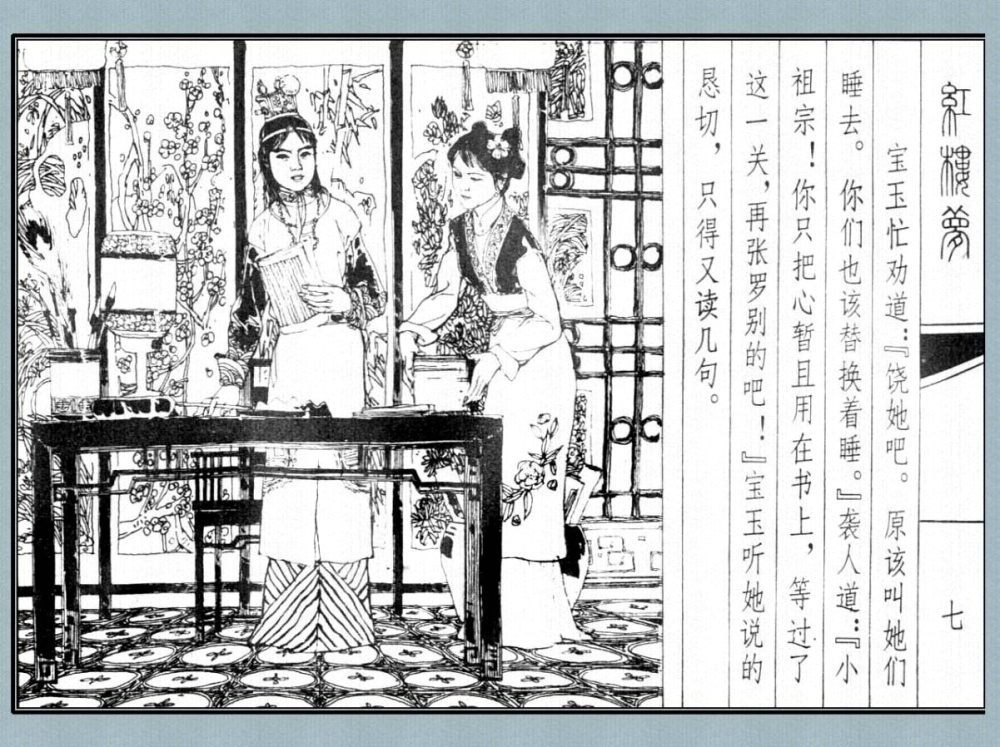 紅樓夢
七
宝玉忙劝道：『饶她吧。原该叫她们
睡去。你们也该替换着睡。』袭人道：『小
祖宗！你只把心暂且用在书上，等过了
这一关，再张罗别的吧！』宝玉听她说的
恳切，只得又读几句。